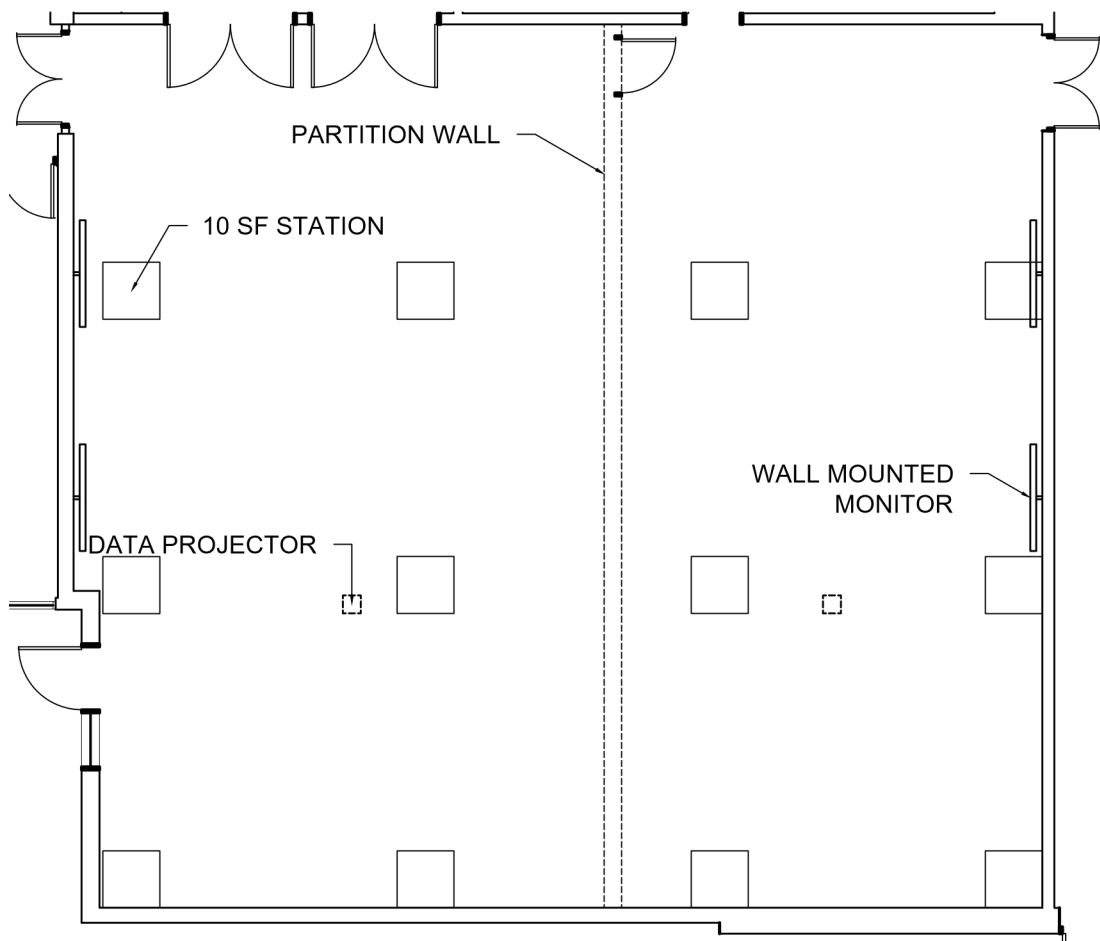 PARTITION WALL
10 SF STATION
WALL MOUNTED
MONITOR
DATA PROJECTOR